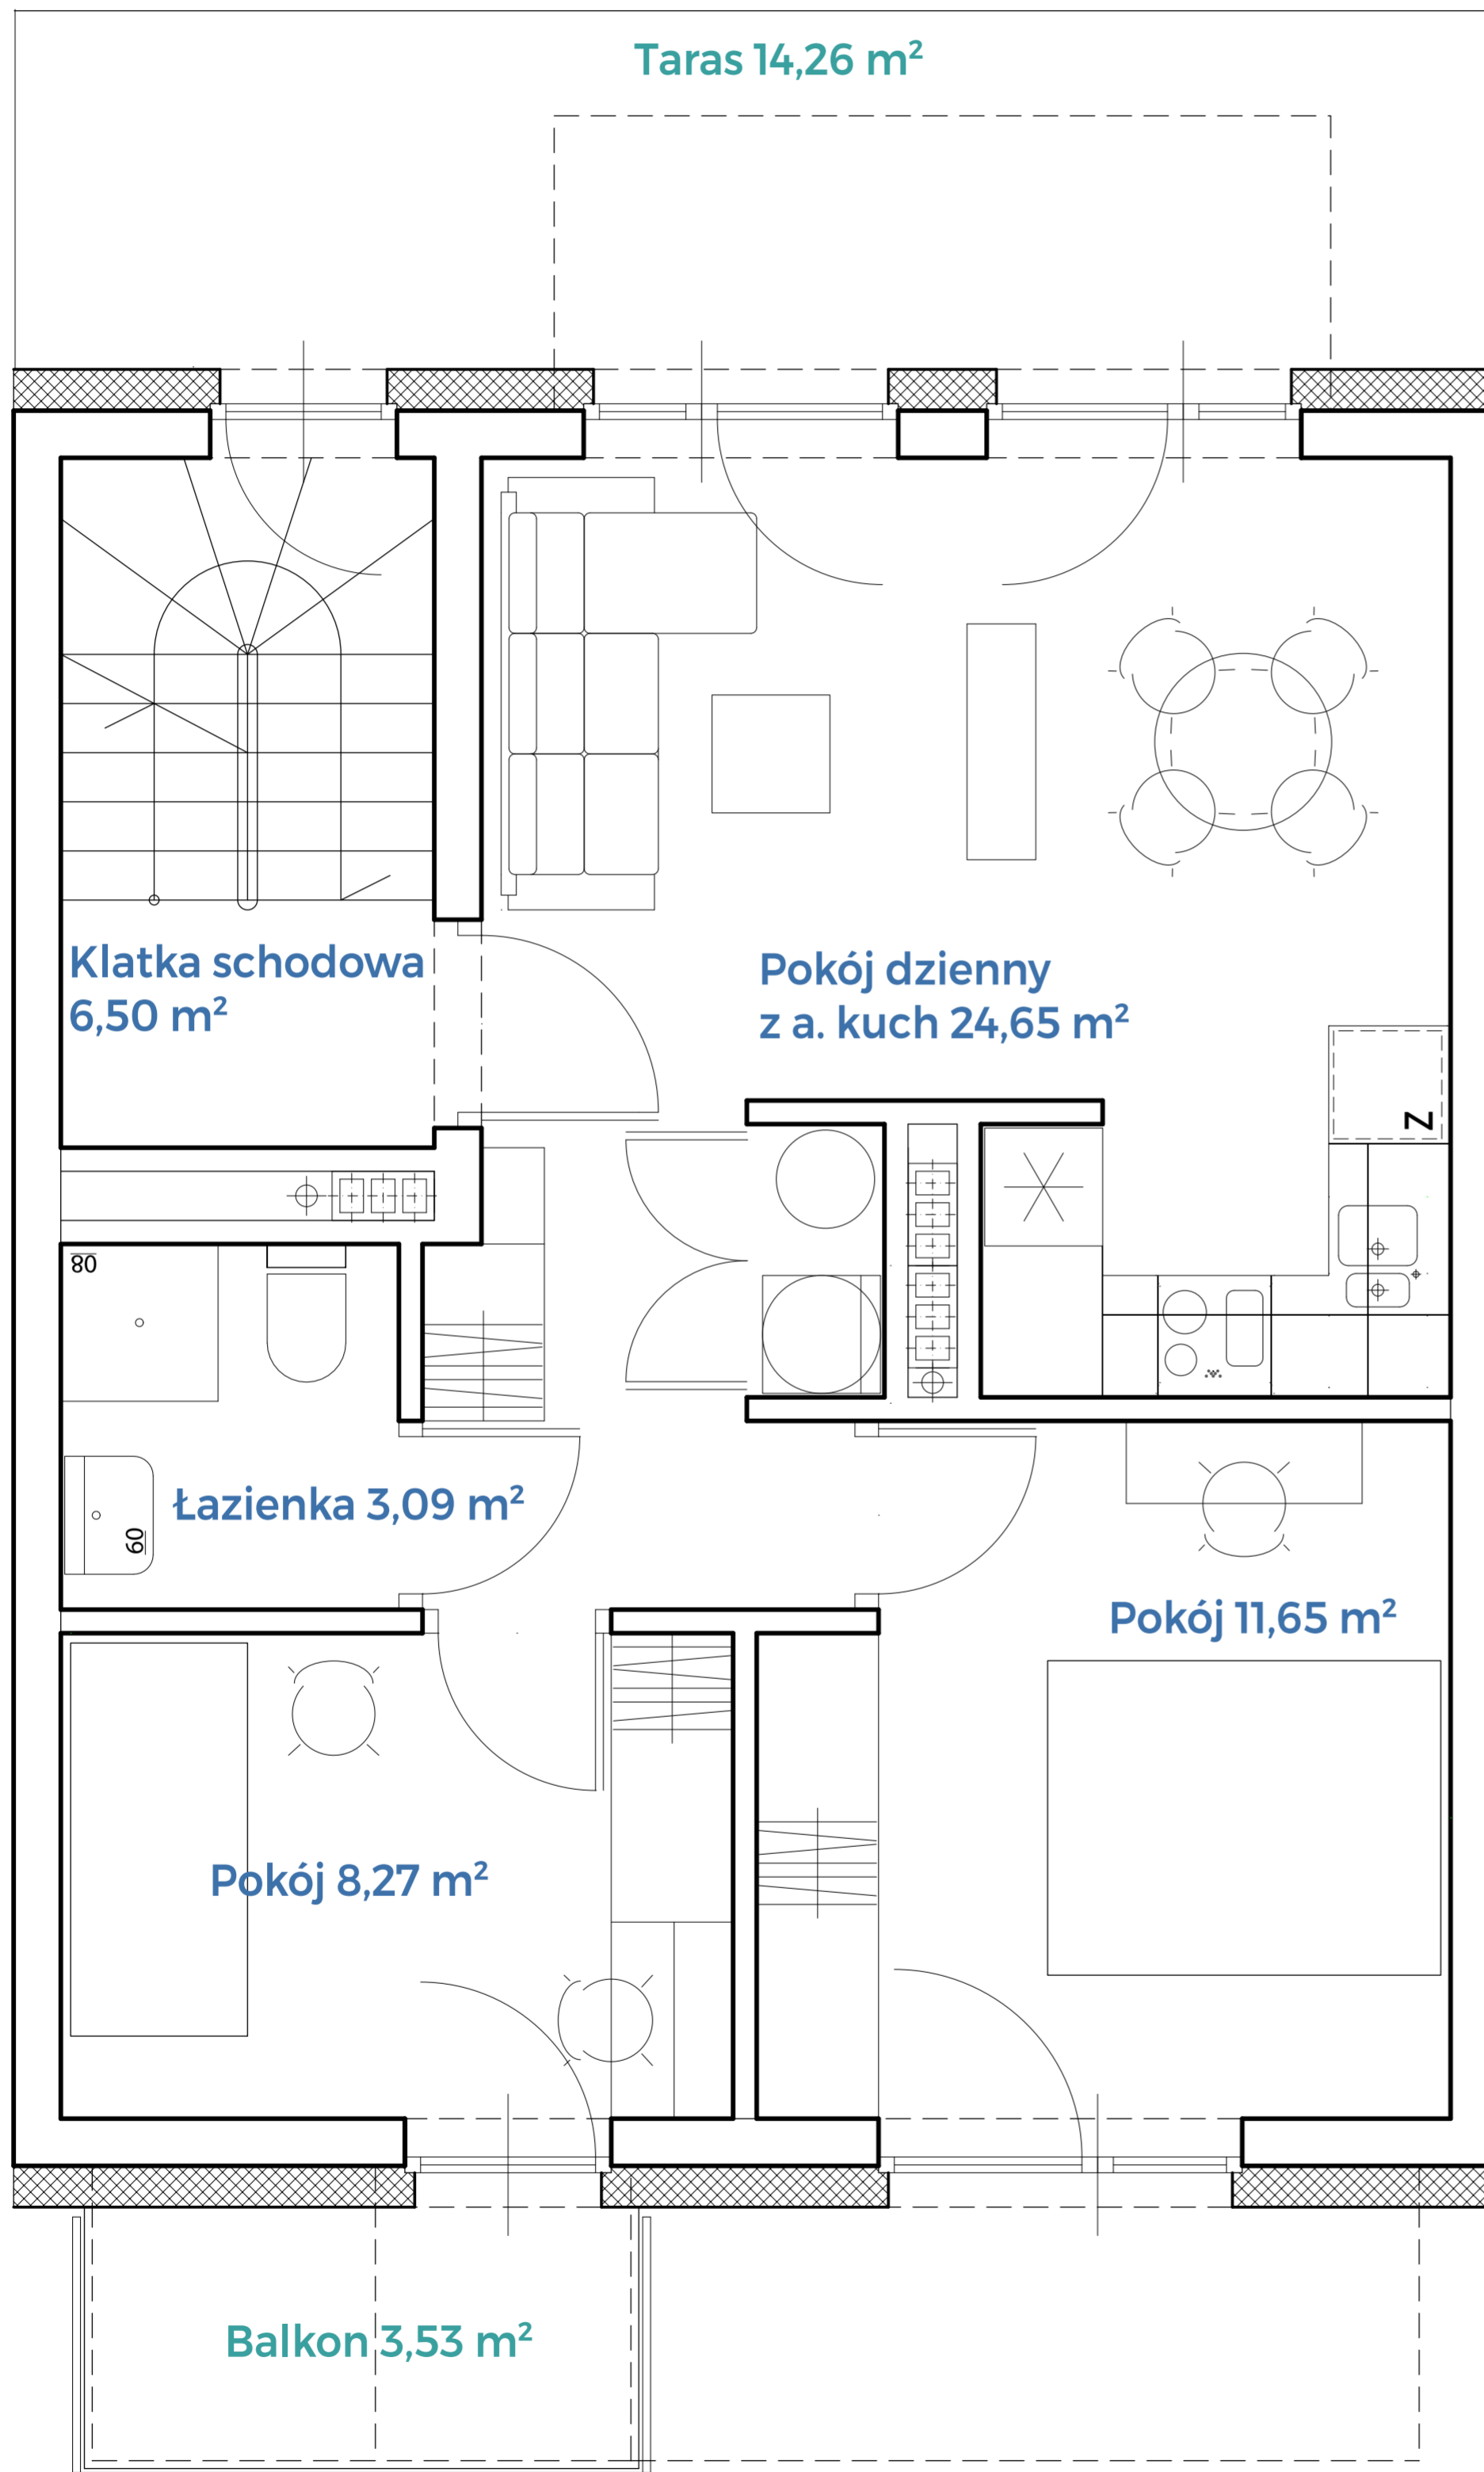 Taras 14,26 m²
Klatka schodowa
6,50 m²
Pokój dzienny
z a. kuch 24,65 m²
Z
80
Łazienka 3,09 m²
60
Pokój 11,65 m²
Pokój 8,27 m²
Balkon 3,53 m²